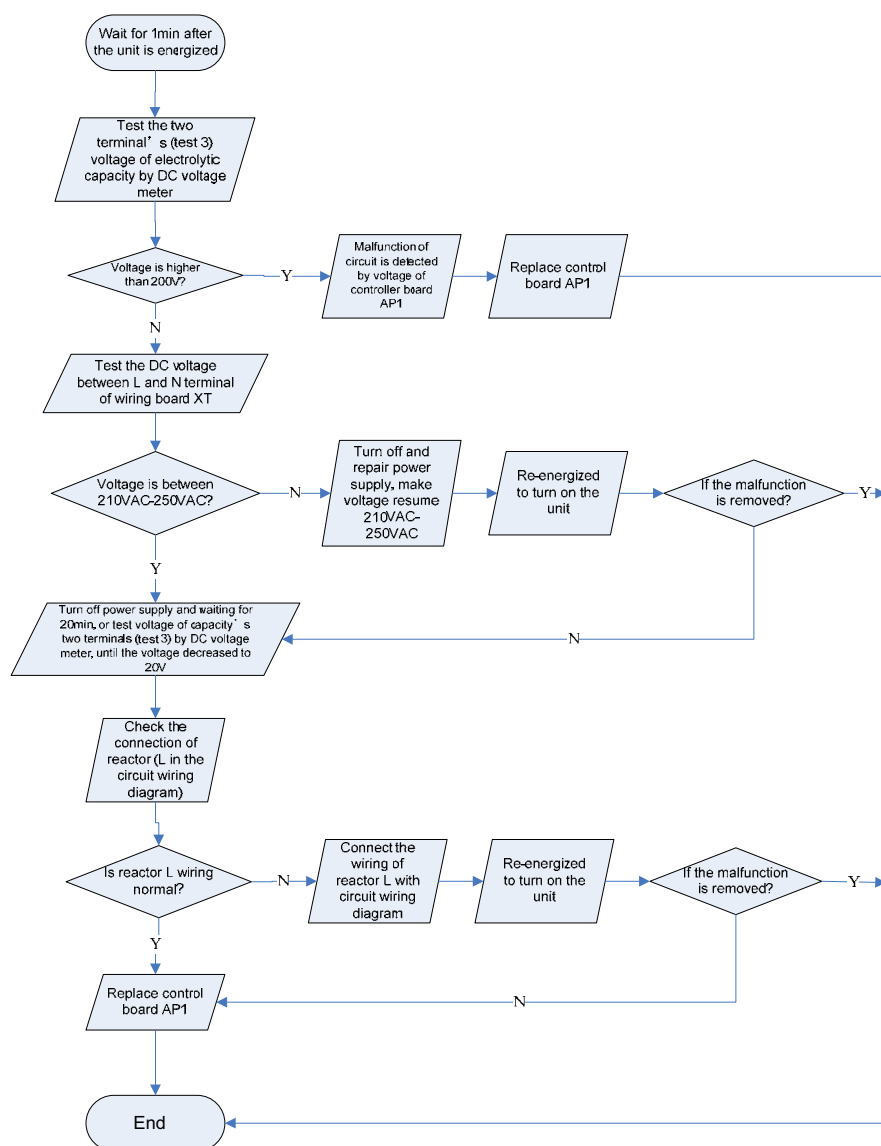 Wait for 1min after
the unit is energized
Test the two
terminal’s (test 3)
voltage of electrolytic
capacity by DC voltage
meter
Voltage is higher
than 200V?
Y
Malfunction of
circuit is detected
by voltage of
controller board
AP1
Replace control
board AP1
N
Test the DC voltage
between L and N terminal
of wiring board XT
Voltage is between
210VAC-250VAC?
N
Turn off and
repair power
supply, make
voltage resume
210VAC-
250VAC
Re-energized
to turn on the
unit
If the malfunction
is removed?
Y
Y
N
Turn off power supply and waiting for
20min, or test voltage of capacity’s
two terminals (test 3) by DC voltage
meter, until the voltage decreased to
20V
Check the
connection of
reactor (L in the
circuit wiring
diagram)
Is reactor L wiring
normal?
N
Connect the
wiring of
reactor L with
circuit wiring
diagram
Re-energized
to turn on the
unit
If the malfunction
is removed?
Y
Y
N
Replace control
board AP1
End